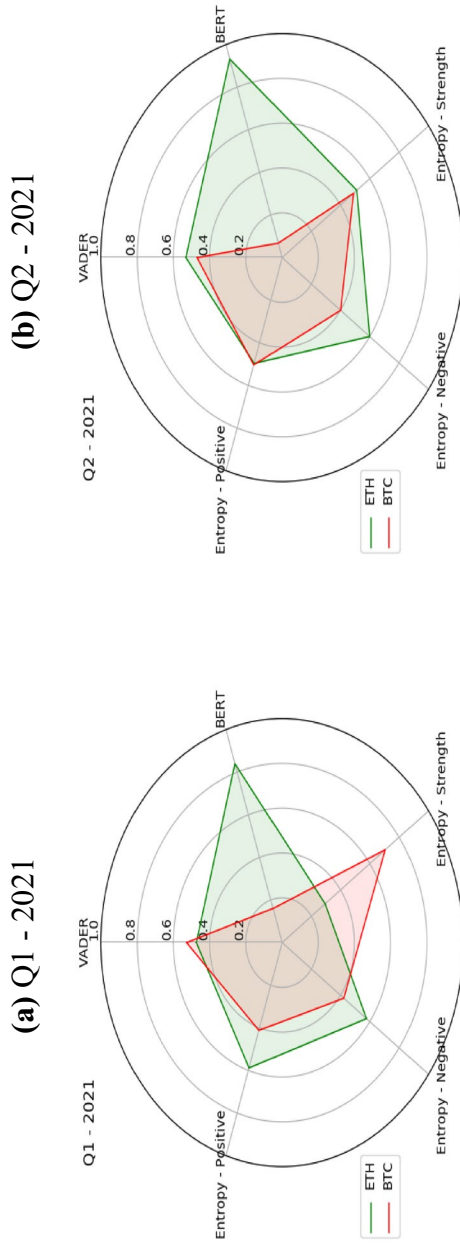 (a) Q1 - 2021
Q1 - 2021
VADER
1.0
0.8
0.6
0.4
0.2
BERT
Entropy - Positive
Entropy - Negative
Entropy - Strength
ETH
BTC
(b) Q2 - 2021
Q2 - 2021
VADER
1.0
0.8
0.6
0.4
0.2
BERT
Entropy - Positive
Entropy - Negative
Entropy - Strength
ETH
BTC